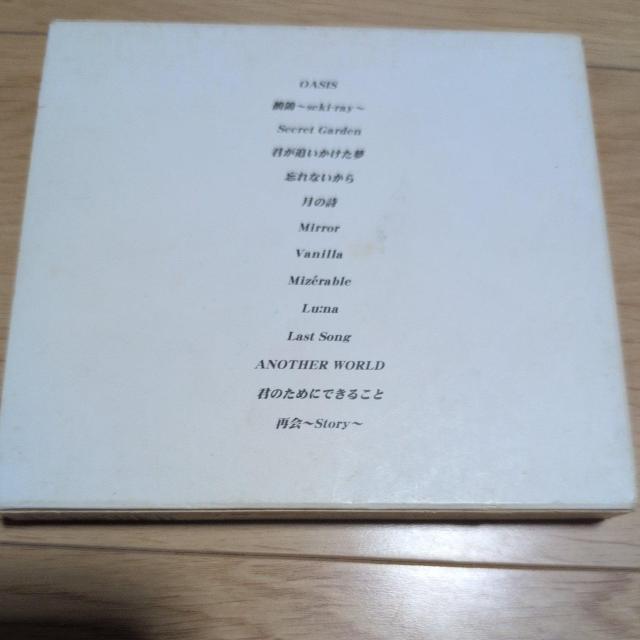 OASIS
鶺鴒～seki-ray～
Secret Garden
君が追いかけた夢
忘れないから
月の詩
Mirror
Vanilla
Mizérable
Lu:na
Last Song
ANOTHER WORLD
君のためにできること
再会～Story～